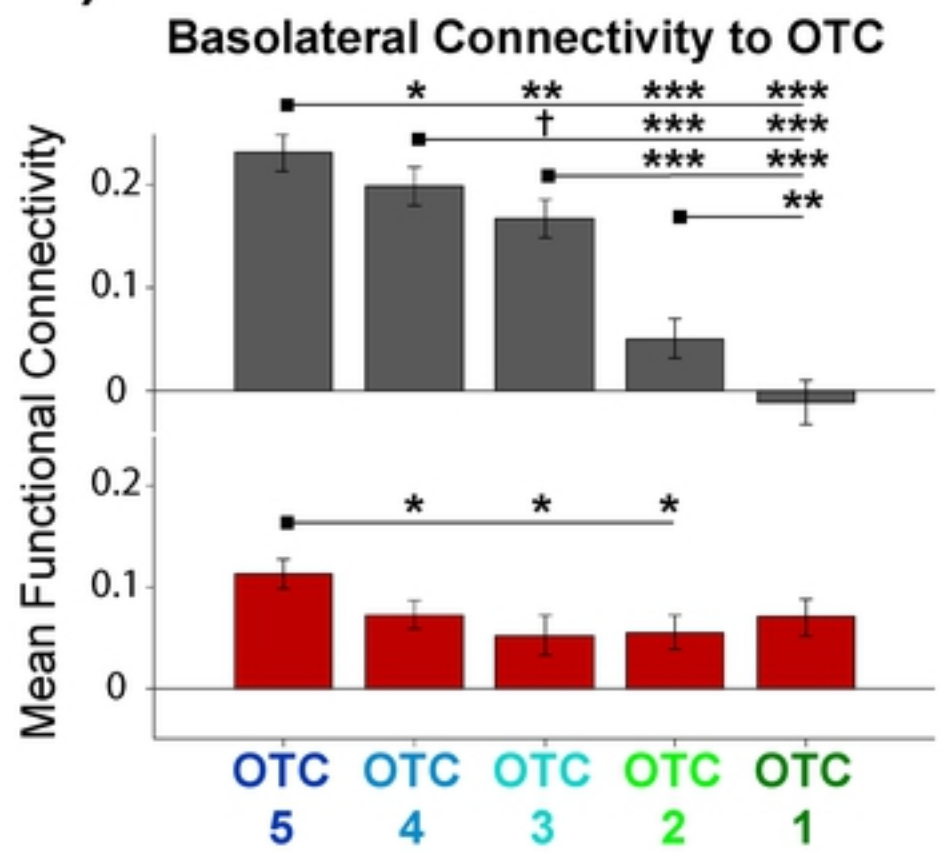 Basolateral Connectivity to OTC
* ** *** ***
† *** ***
*** ***
**
Mean Functional Connectivity
0.2
0.1
0
0.2
* * *
0.1
0
OTC OTC OTC OTC OTC
5 4 3 2 1